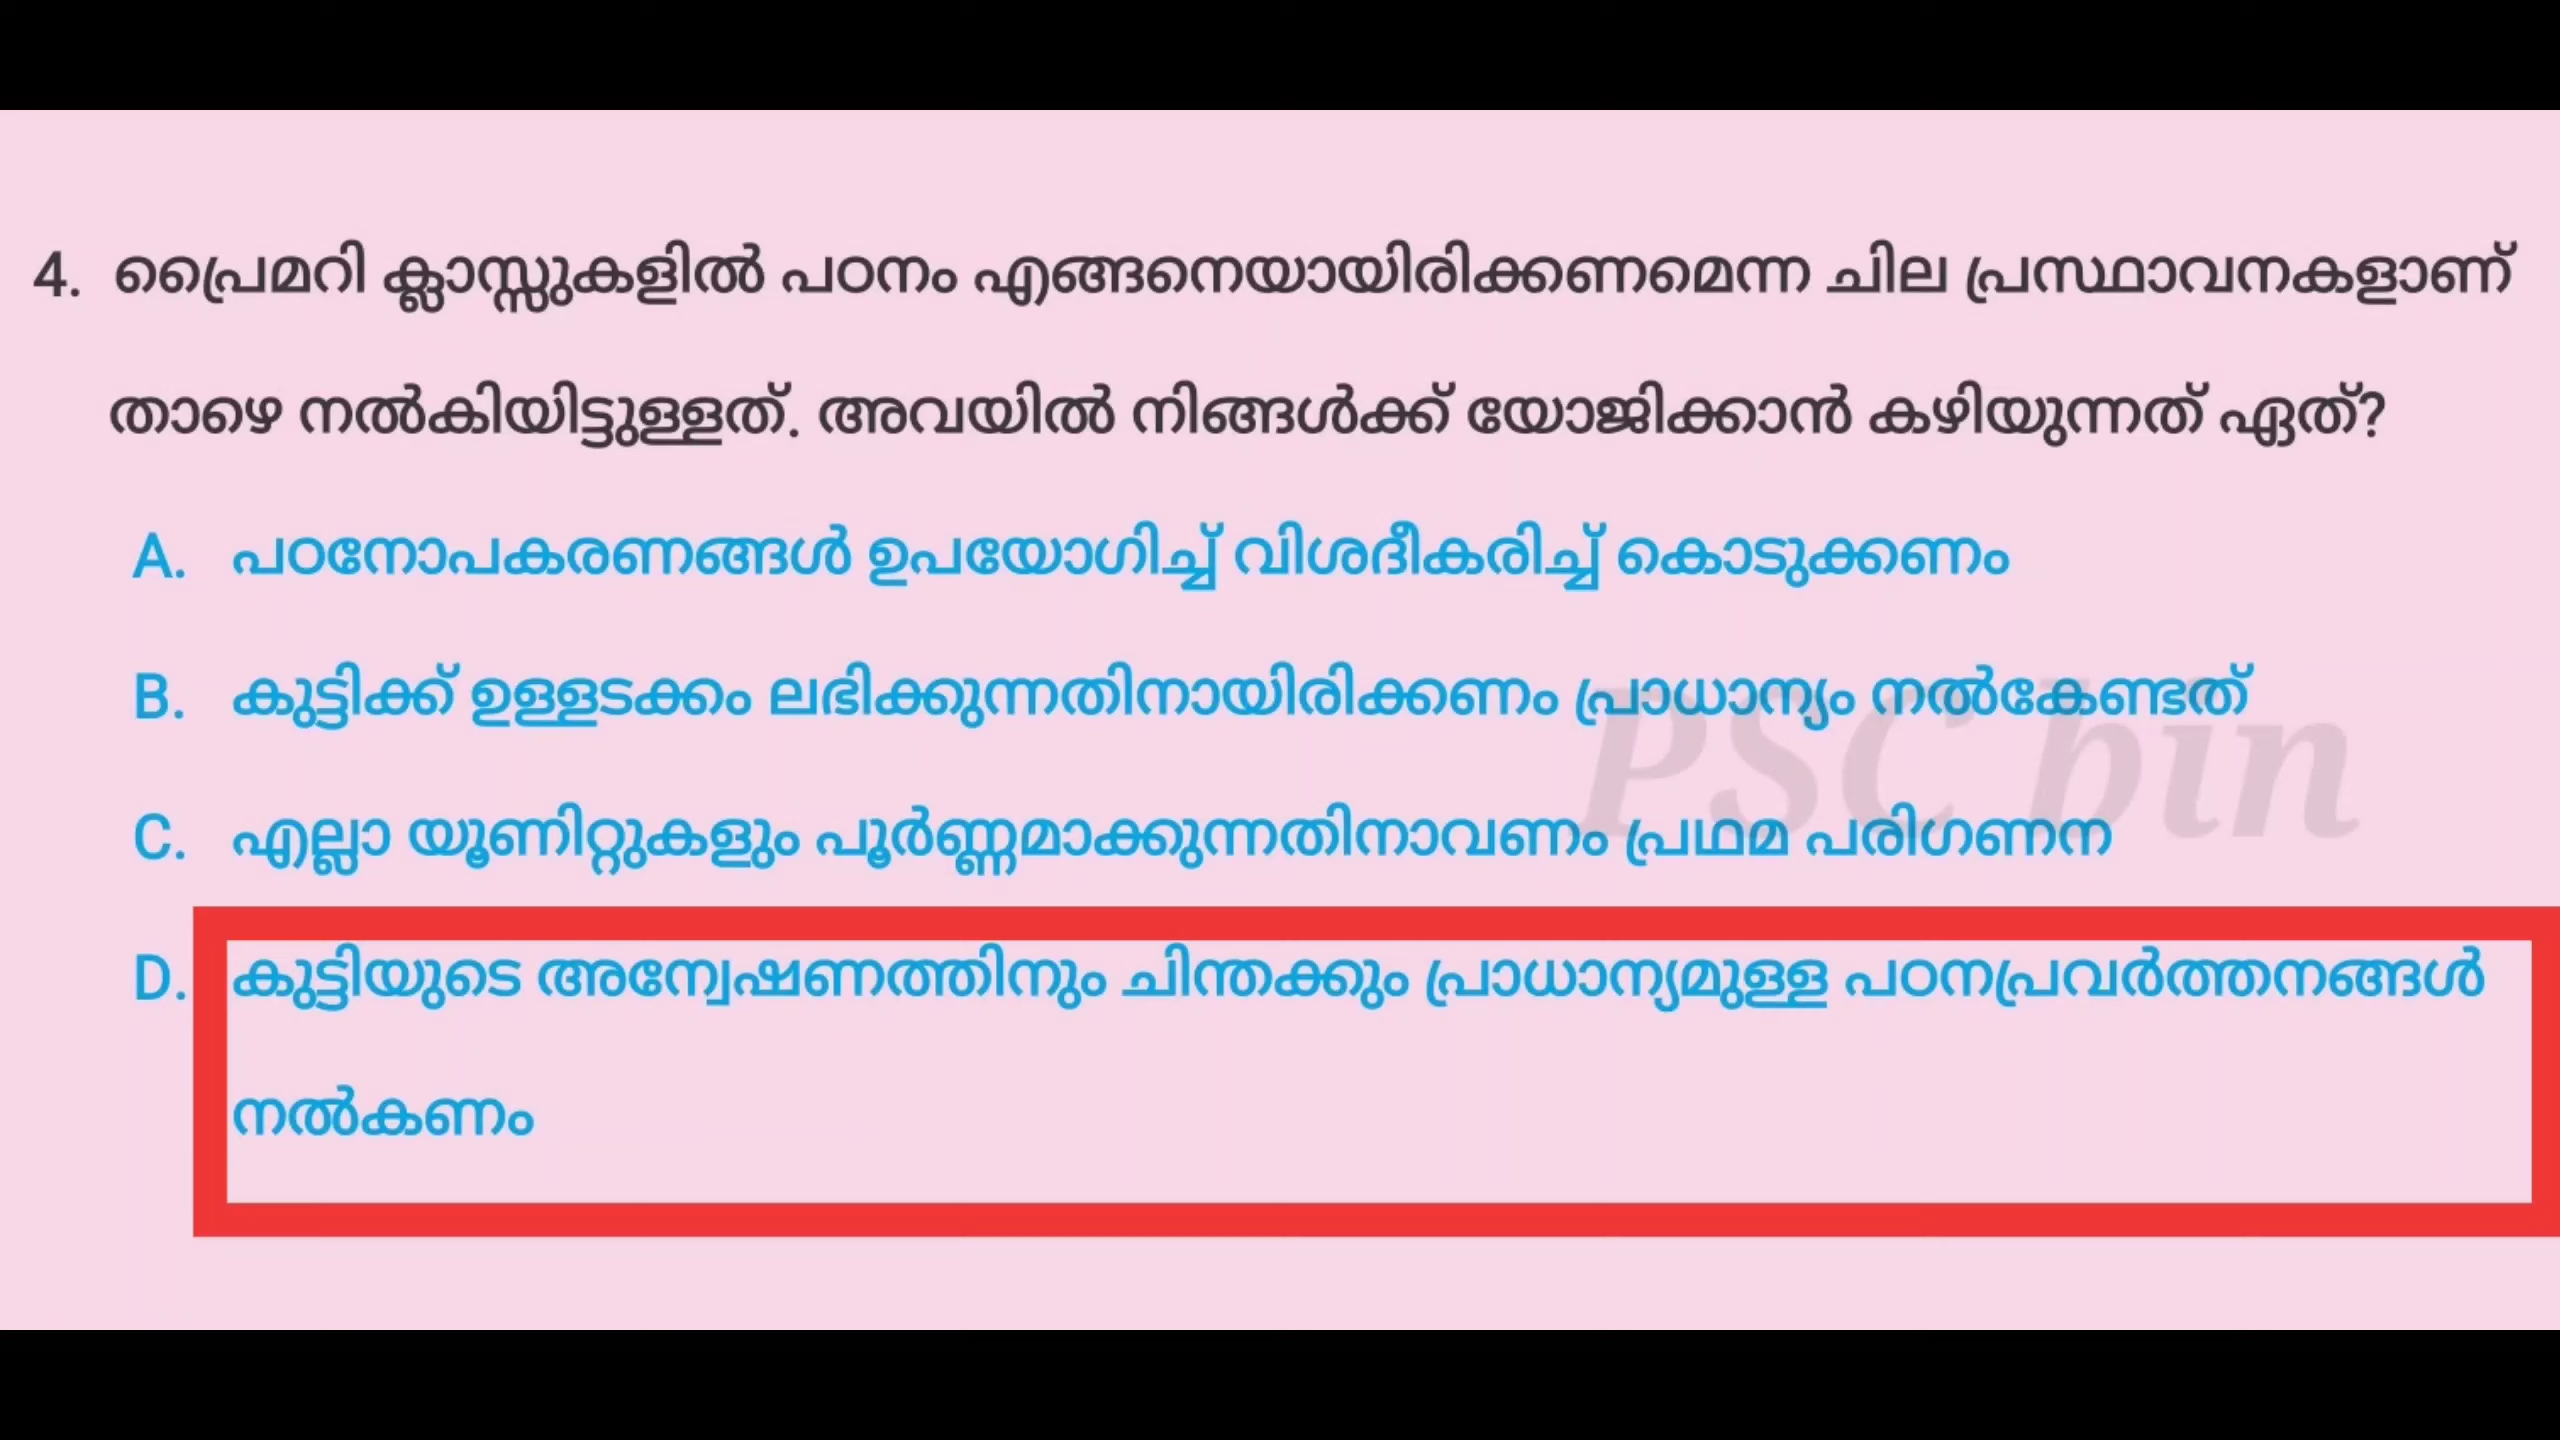 4. പ്രൈമറി ക്ലാസ്സുകളിൽ പഠനം എങ്ങനെയായിരിക്കണമെന്ന ചില പ്രസ്ഥാവനകളാണ്
താഴെ നൽകിയിട്ടുള്ളത്. അവയിൽ നിങ്ങൾക്ക് യോജിക്കാൻ കഴിയുന്നത് ഏത്?
A. പഠനോപകരണങ്ങൾ ഉപയോഗിച്ച് വിശദീകരിച്ച് കൊടുക്കണം
B. കുട്ടിക്ക് ഉള്ളടക്കം ലഭിക്കുന്നതിനായിരിക്കണം പ്രാധാന്യം നൽകേണ്ടത്
PSC bin
C. എല്ലാ യൂണിറ്റുകളും പൂർണ്ണമാക്കുന്നതിനാവണം പ്രഥമ പരിഗണന
D. കുട്ടിയുടെ അന്വേഷണത്തിനും ചിന്തക്കും പ്രാധാന്യമുള്ള പഠനപ്രവർത്തനങ്ങൾ
നൽകണം